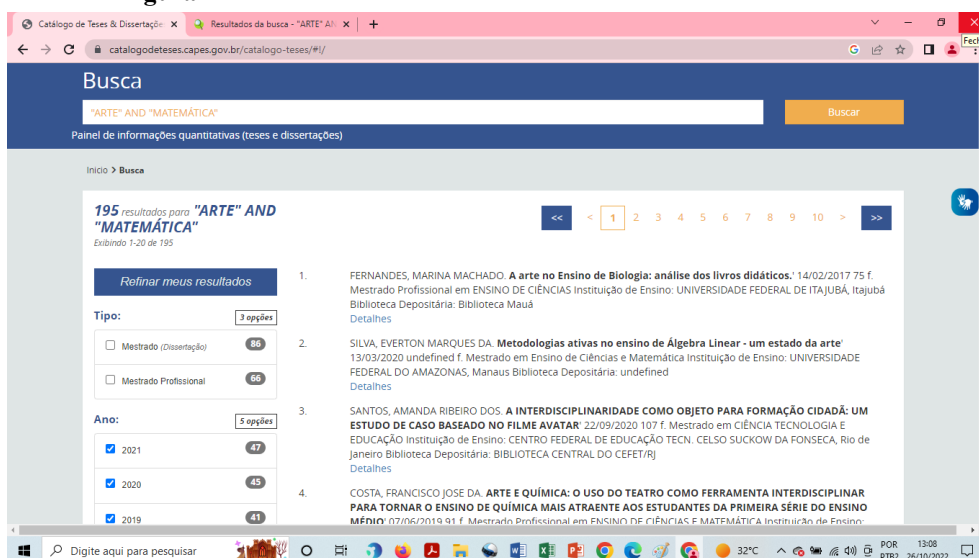 Catálogo de Teses & Dissertaçõe
Resultados da busca - "ARTE" AN
catalogodeteses.capes.gov.br/catalogo-teses/#!/
Fech
Busca
"ARTE" AND "MATEMÁTICA"
Buscar
Painel de informações quantitativas (teses e dissertações)
Início > Busca
195 resultados para "ARTE" AND
"MATEMÁTICA"
Exibindo 1-20 de 195
<< < 1 2 3 4 5 6 7 8 9 10 > >>
Refinar meus resultados
Tipo: 3 opções
Mestrado (Dissertação) 86
Mestrado Profissional 66
Ano: 5 opções
2021 47
2020 45
2019 41
1. FERNANDES, MARINA MACHADO. A arte no Ensino de Biologia: análise dos livros didáticos.' 14/02/2017 75 f.
Mestrado Profissional em ENSINO DE CIÊNCIAS Instituição de Ensino: UNIVERSIDADE FEDERAL DE ITAJUBÁ, Itajubá
Biblioteca Depositária: Biblioteca Mauá
Detalhes
2. SILVA, EVERTON MARQUES DA. Metodologias ativas no ensino de Álgebra Linear - um estado da arte'
13/03/2020 undefined f. Mestrado em Ensino de Ciências e Matemática Instituição de Ensino: UNIVERSIDADE
FEDERAL DO AMAZONAS, Manaus Biblioteca Depositária: undefined
Detalhes
3. SANTOS, AMANDA RIBEIRO DOS. A INTERDISCIPLINARIDADE COMO OBJETO PARA FORMAÇÃO CIDADÃ: UM
ESTUDO DE CASO BASEADO NO FILME AVATAR' 22/09/2020 107 f. Mestrado em CIÊNCIA TECNOLOGIA E
EDUCAÇÃO Instituição de Ensino: CENTRO FEDERAL DE EDUCAÇÃO TECN. CELSO SUCKOW DA FONSECA, Rio de
Janeiro Biblioteca Depositária: BIBLIOTECA CENTRAL DO CEFET/RJ
Detalhes
4. COSTA, FRANCISCO JOSE DA. ARTE E QUÍMICA: O USO DO TEATRO COMO FERRAMENTA INTERDISCIPLINAR
PARA TORNAR O ENSINO DE QUÍMICA MAIS ATRAENTE AOS ESTUDANTES DA PRIMEIRA SÉRIE DO ENSINO
MÉDIO' 07/06/2019 91 f. Mestrado Profissional em ENSINO DE CIÊNCIAS E MATEMÁTICA Instituição de Ensino:
Digite aqui para pesquisar
32°C
POR 13:08
PTB2 26/10/2022